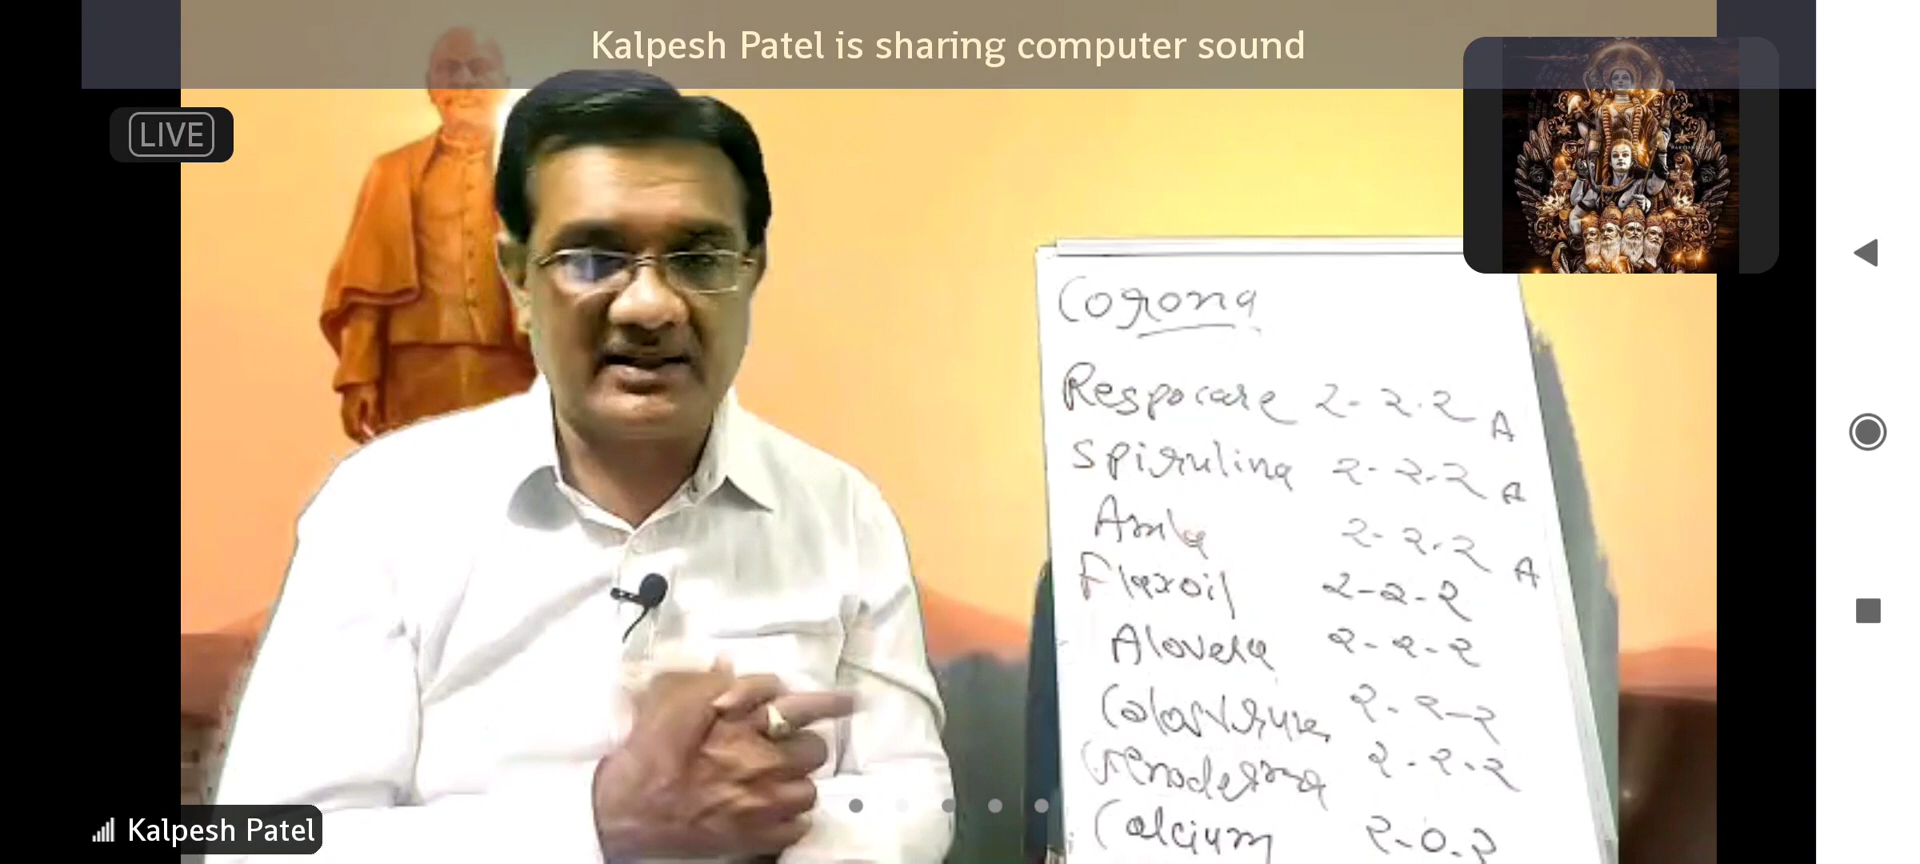 Kalpesh Patel is sharing computer sound
LIVE
Corona
Respocare 2-2-2 A
Spirulina 2-2-2 A
Amla 2-2-2 A
Flaxoil 2-2-2
Alovera 2-2-2
Colostrum 2-2-2
2-2-2
Calcium 2-0-2
Kalpesh Patel